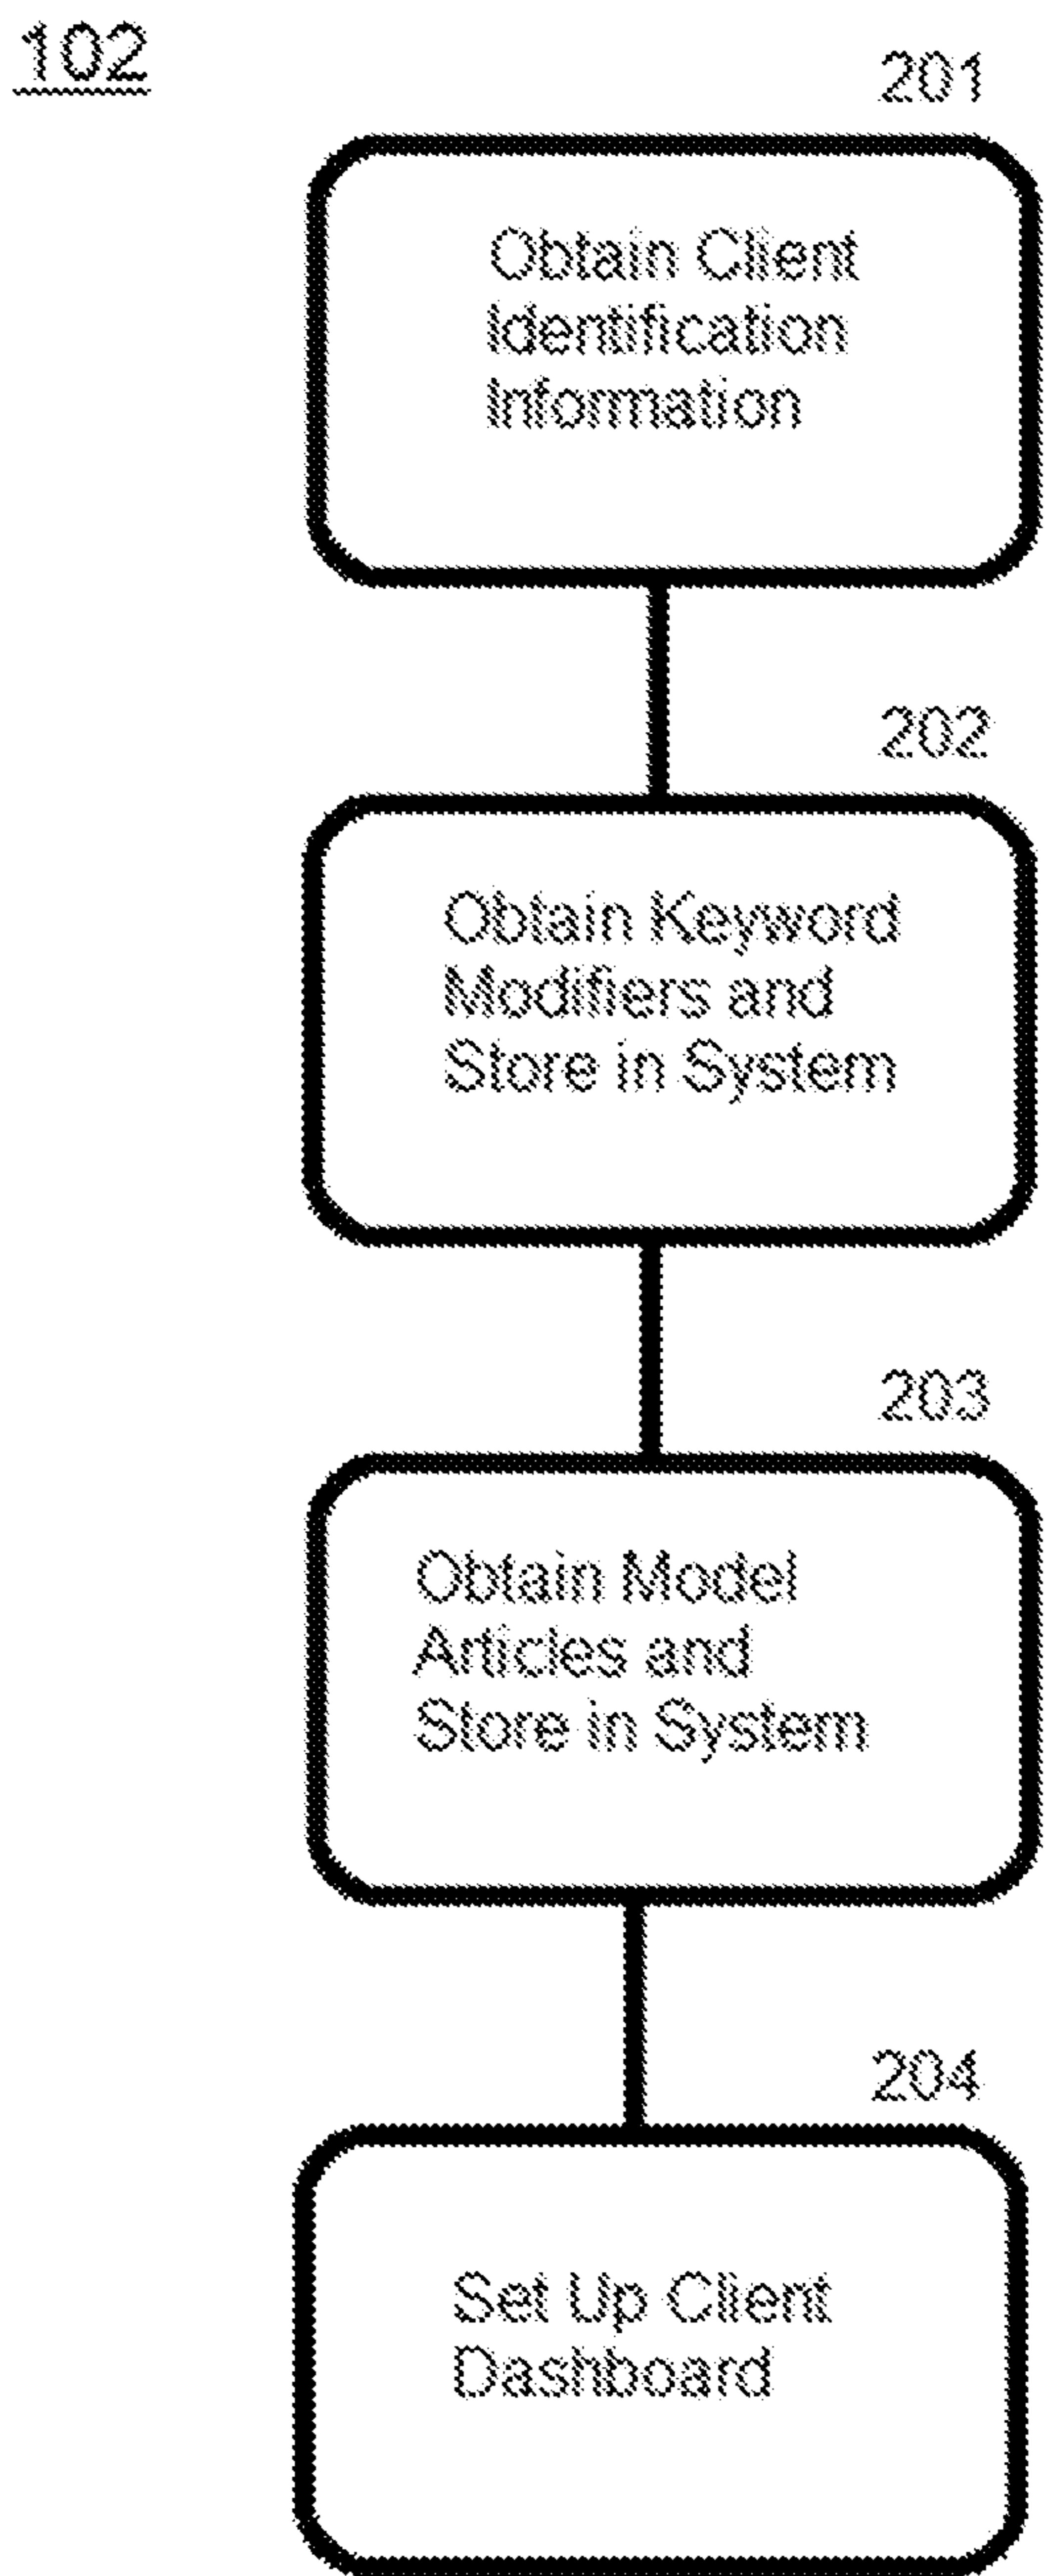 102
201
Obtain Client
Identification
Information
202
Obtain Keyword
Modifiers and
Store in System
203
Obtain Model
Articles and
Store in System
204
Set Up Client
Dashboard